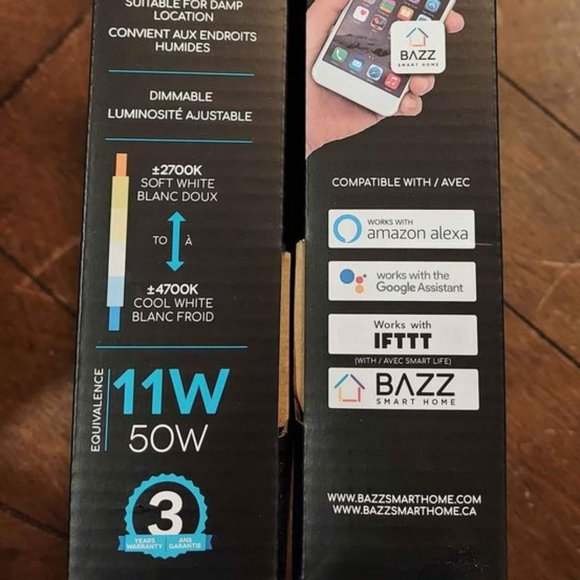 SUITABLE FOR DAMP
LOCATION
CONVIENT AUX ENDROITS
HUMIDES
DIMMABLE
LUMINOSITÉ AJUSTABLE
±2700K
SOFT WHITE
BLANC DOUX
TO À
±4700K
COOL WHITE
BLANC FROID
EQUIVALENCE
11W
50W
3
YEARS WARRANTY
ANS GARANTIE
BAZZ
SMART HOME
COMPATIBLE WITH / AVEC
WORKS WITH
amazon alexa
works with the
Google Assistant
Works with
IFTTT
(WITH / AVEC SMART LIFE)
BAZZ
SMART HOME
WWW.BAZZSMARTHOME.COM
WWW.BAZZSMARTHOME.CA